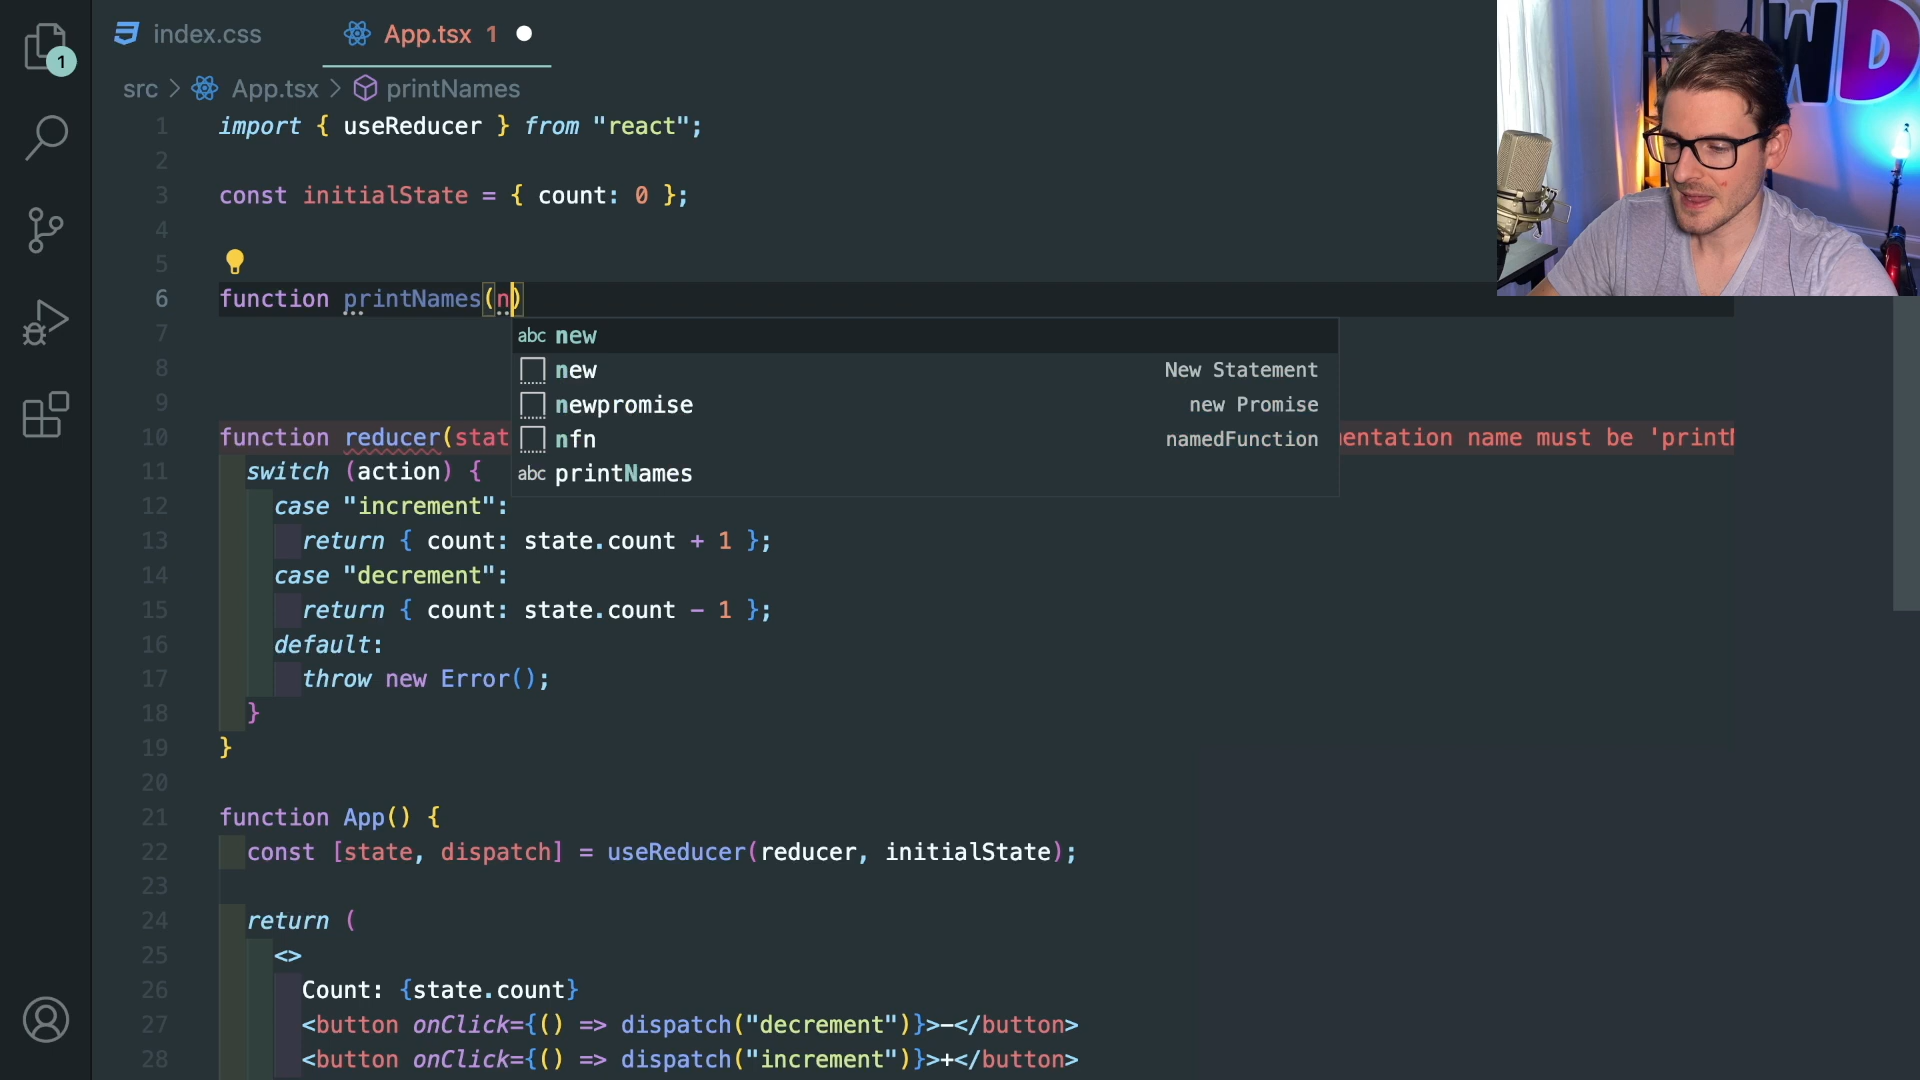 index.css
App.tsx 1
1
src > App.tsx > printNames
1 import { useReducer } from "react";
2
3 const initialState = { count: 0 };
4
5
6 function printNames(n)
7
8
9
10 function reducer(stat
entation name must be 'print
11 switch (action) {
12 case "increment":
13 return { count: state.count + 1 };
14 case "decrement":
15 return { count: state.count - 1 };
16 default:
17 throw new Error();
18 }
19 }
20
21 function App() {
22 const [state, dispatch] = useReducer(reducer, initialState);
23
24 return (
25 <>
26 Count: {state.count}
27 <button onClick={() => dispatch("decrement")}>-</button>
28 <button onClick={() => dispatch("increment")}>+</button>
abc new
new New Statement
newpromise new Promise
nfn namedFunction
abc printNames
WD